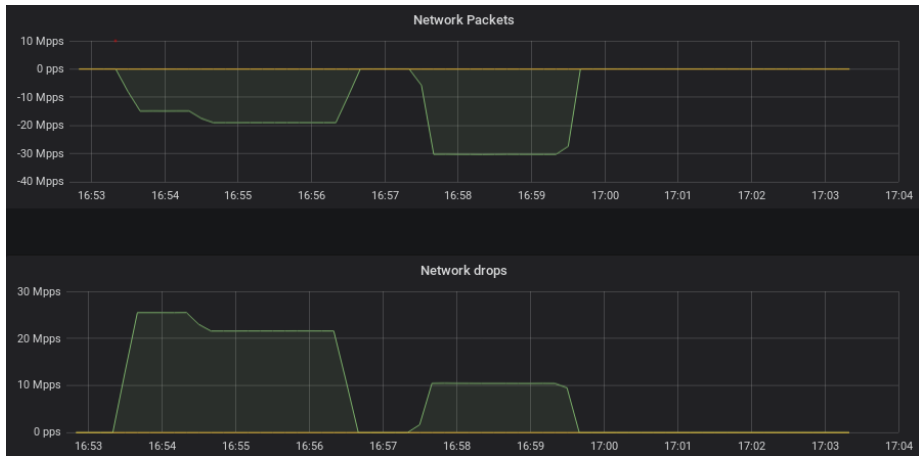 Network Packets
10 Mpps
0 pps
-10 Mpps
-20 Mpps
-30 Mpps
-40 Mpps
16:53 16:54 16:55 16:56 16:57 16:58 16:59 17:00 17:01 17:02 17:03 17:04
Network drops
30 Mpps
20 Mpps
10 Mpps
0 pps
16:53 16:54 16:55 16:56 16:57 16:58 16:59 17:00 17:01 17:02 17:03 17:04